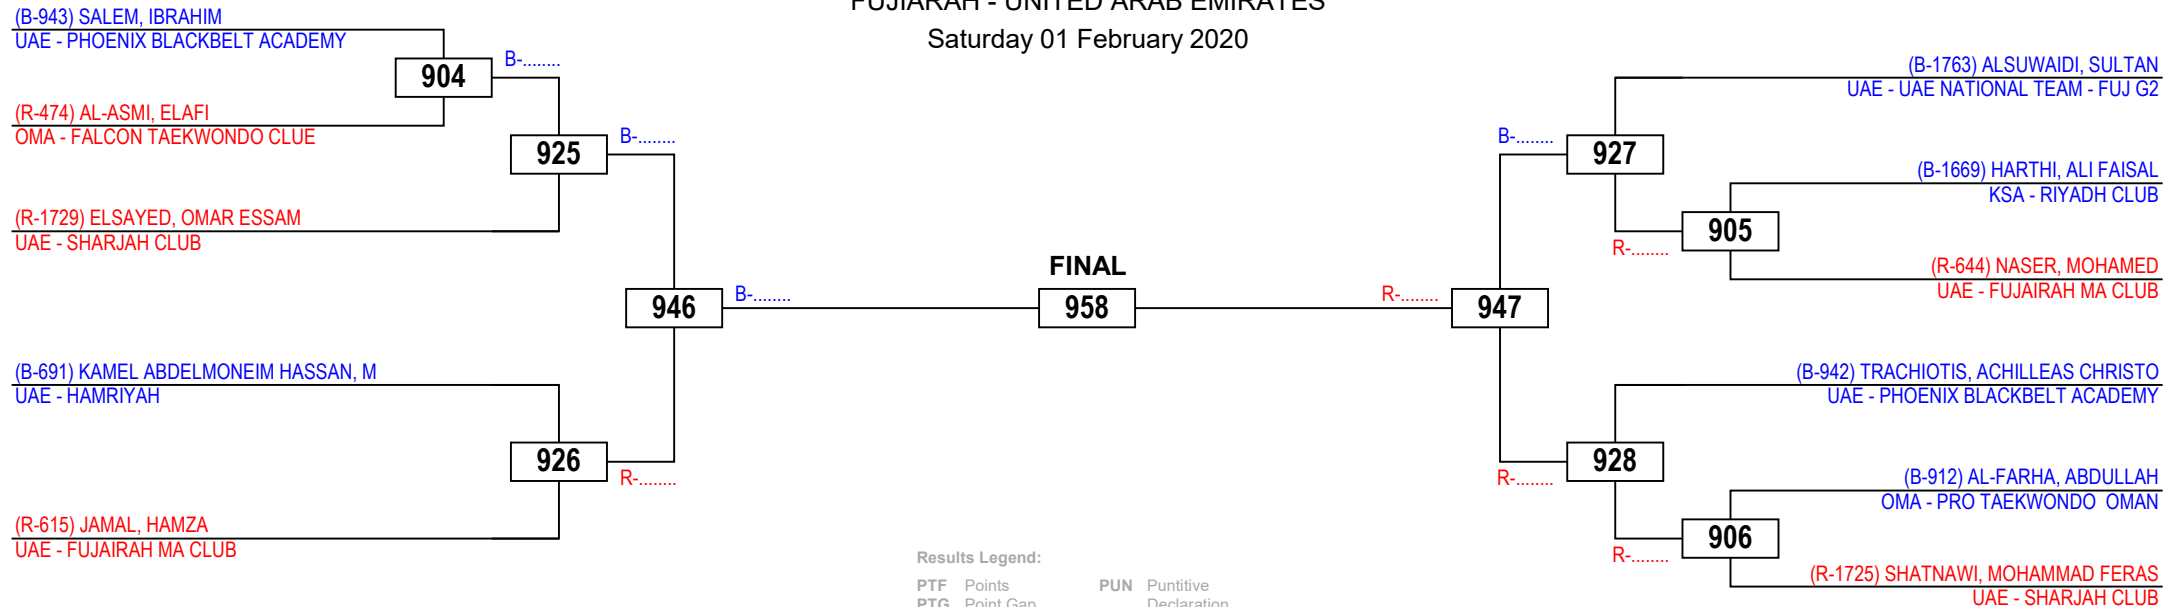 FUJIARAH - UNITED ARAB EMIRATES
Saturday 01 February 2020
(B-943) SALEM, IBRAHIM
UAE - PHOENIX BLACKBELT ACADEMY
904
B-........
(R-474) AL-ASMI, ELAFI
OMA - FALCON TAEKWONDO CLUE
925
B-........
(R-1729) ELSAYED, OMAR ESSAM
UAE - SHARJAH CLUB
946
B-........
(B-691) KAMEL ABDELMONEIM HASSAN, M
UAE - HAMRIYAH
926
R-........
(R-615) JAMAL, HAMZA
UAE - FUJAIRAH MA CLUB
FINAL
958
(B-1763) ALSUWAIDI, SULTAN
UAE - UAE NATIONAL TEAM - FUJ G2
B-........
927
(B-1669) HARTHI, ALI FAISAL
KSA - RIYADH CLUB
905
R-........
(R-644) NASER, MOHAMED
UAE - FUJAIRAH MA CLUB
R-........
947
(B-942) TRACHIOTIS, ACHILLEAS CHRISTO
UAE - PHOENIX BLACKBELT ACADEMY
928
R-........
(B-912) AL-FARHA, ABDULLAH
OMA - PRO TAEKWONDO  OMAN
906
R-........
(R-1725) SHATNAWI, MOHAMMAD FERAS
UAE - SHARJAH CLUB
Results Legend:
PTF Points PUN Puntitive
PTG Point Gap Declaration